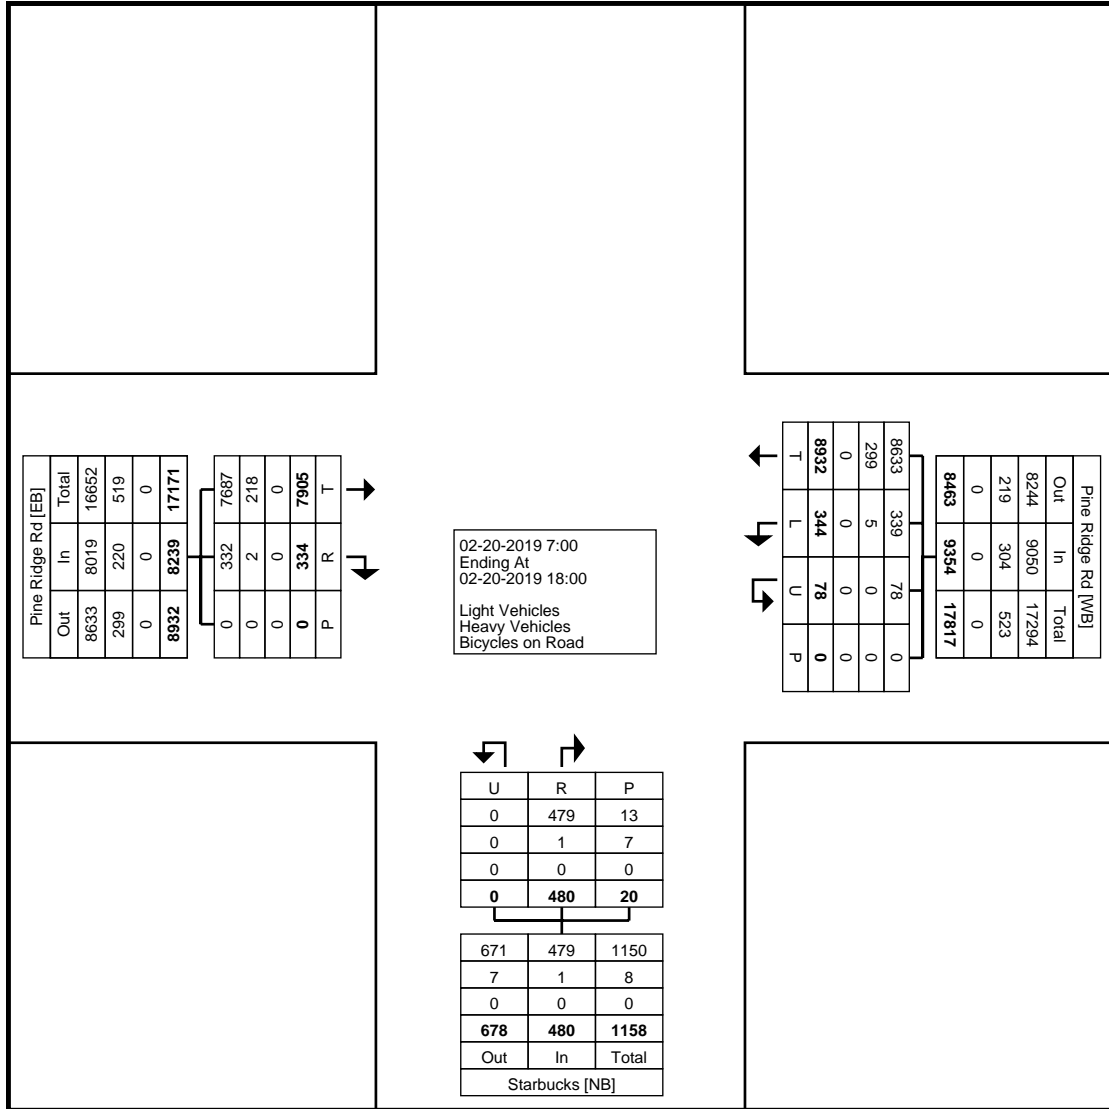 Pine Ridge Rd [EB]
Total In Out
16652 8019 8633
519 220 299
0 0 0
17171 8239 8932
7687 332 0
218 2 0
0 0 0
7905 334 0
T R P
02-20-2019 7:00
Ending At
02-20-2019 18:00
Light Vehicles
Heavy Vehicles
Bicycles on Road
Pine Ridge Rd [WB]
Out In Total
8244 9050 17294
219 304 523
0 0 0
8463 9354 17817
8633 339 78 0
299 5 0 0
0 0 0 0
8932 344 78 0
T L U P
U R P
0 479 13
0 1 7
0 0 0
0 480 20
671 479 1150
7 1 8
0 0 0
678 480 1158
Out In Total
Starbucks [NB]